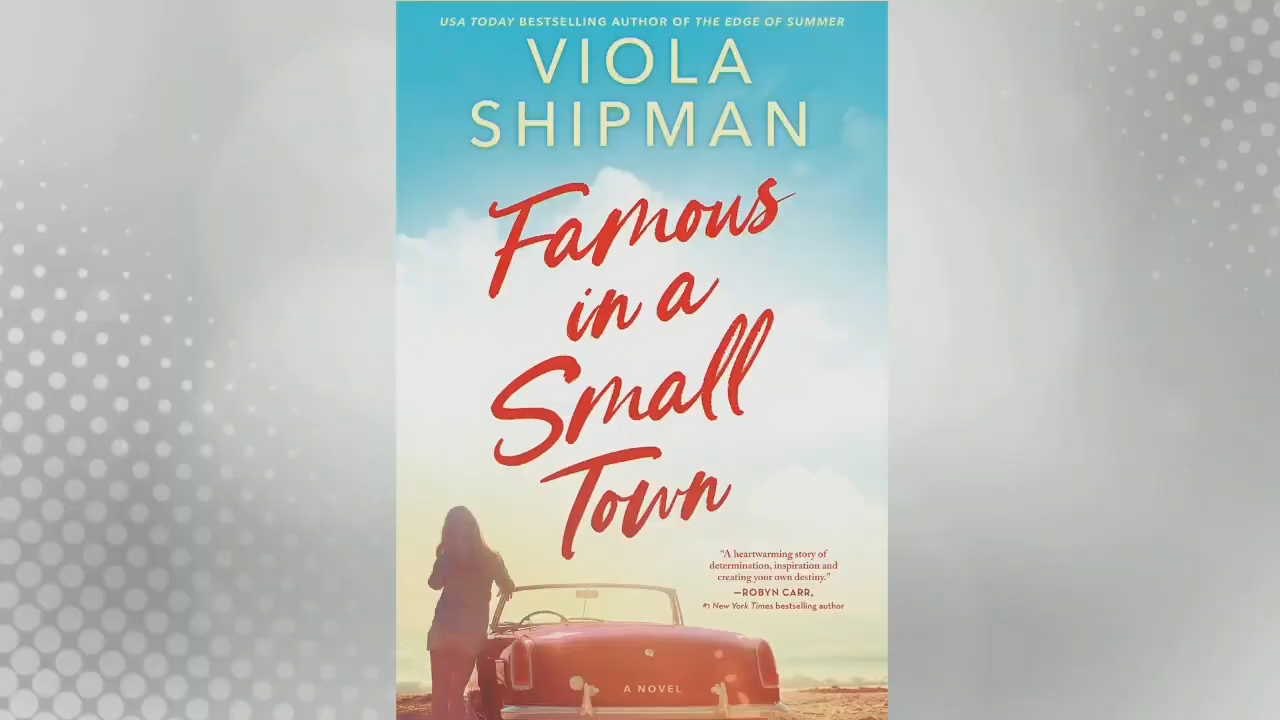 USA TODAY BESTSELLING AUTHOR OF THE EDGE OF SUMMER
VIOLA
SHIPMAN
Famous
in a
Small
Town
“A heartwarming story of
determination, inspiration and
creating your own destiny.”
—ROBYN CARR,
#1 New York Times bestselling author
A NOVEL